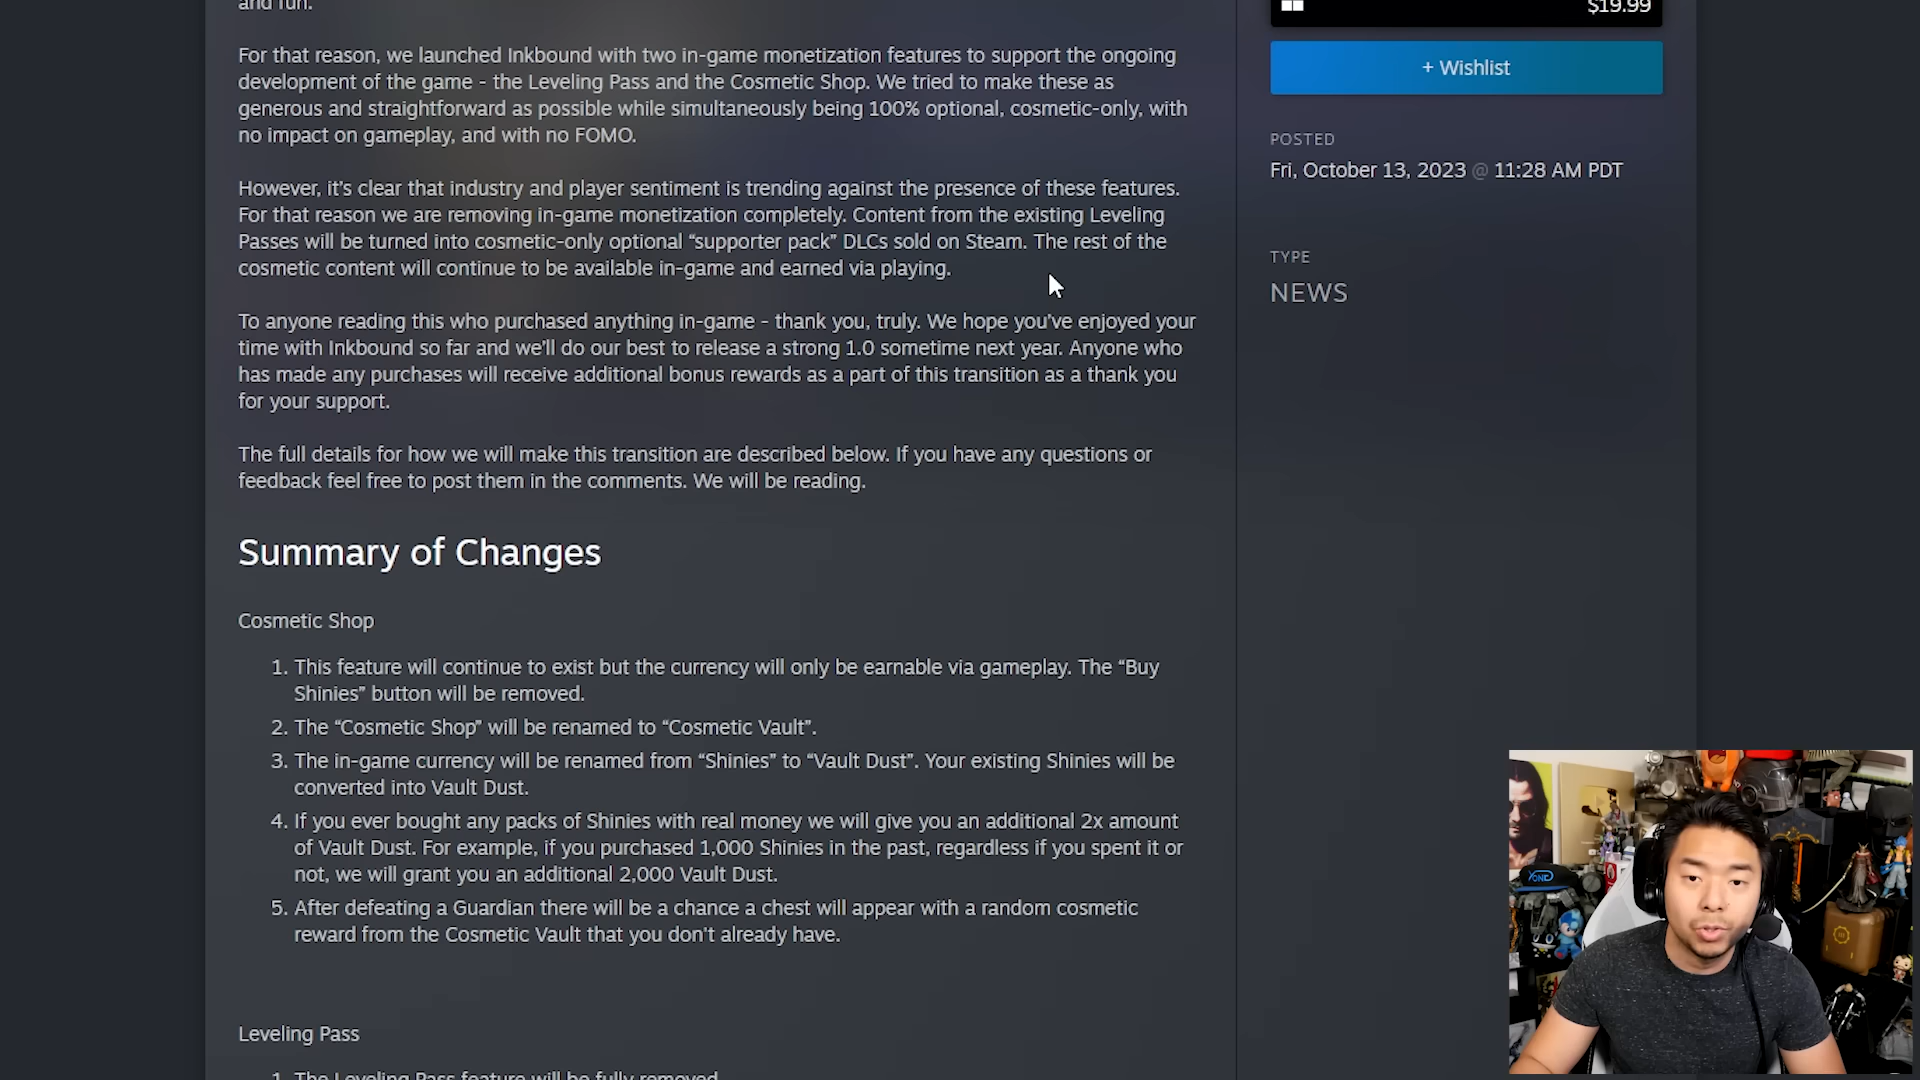 and fun.
$19.99
For that reason, we launched Inkbound with two in-game monetization features to support the ongoing
development of the game - the Leveling Pass and the Cosmetic Shop. We tried to make these as
generous and straightforward as possible while simultaneously being 100% optional, cosmetic-only, with
no impact on gameplay, and with no FOMO.
+ Wishlist
POSTED
Fri, October 13, 2023 @ 11:28 AM PDT
However, it's clear that industry and player sentiment is trending against the presence of these features.
For that reason we are removing in-game monetization completely. Content from the existing Leveling
Passes will be turned into cosmetic-only optional “supporter pack” DLCs sold on Steam. The rest of the
cosmetic content will continue to be available in-game and earned via playing.
TYPE
NEWS
To anyone reading this who purchased anything in-game - thank you, truly. We hope you've enjoyed your
time with Inkbound so far and we'll do our best to release a strong 1.0 sometime next year. Anyone who
has made any purchases will receive additional bonus rewards as a part of this transition as a thank you
for your support.
The full details for how we will make this transition are described below. If you have any questions or
feedback feel free to post them in the comments. We will be reading.
Summary of Changes
Cosmetic Shop
1. This feature will continue to exist but the currency will only be earnable via gameplay. The “Buy
Shinies” button will be removed.
2. The “Cosmetic Shop” will be renamed to “Cosmetic Vault”.
3. The in-game currency will be renamed from “Shinies” to “Vault Dust”. Your existing Shinies will be
converted into Vault Dust.
4. If you ever bought any packs of Shinies with real money we will give you an additional 2x amount
of Vault Dust. For example, if you purchased 1,000 Shinies in the past, regardless if you spent it or
not, we will grant you an additional 2,000 Vault Dust.
5. After defeating a Guardian there will be a chance a chest will appear with a random cosmetic
reward from the Cosmetic Vault that you don't already have.
Leveling Pass
1. The Leveling Pass feature will be fully removed